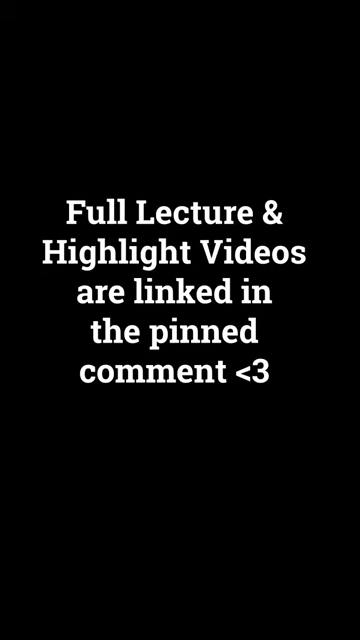 Full Lecture &
Highlight Videos
are linked in
the pinned
comment <3